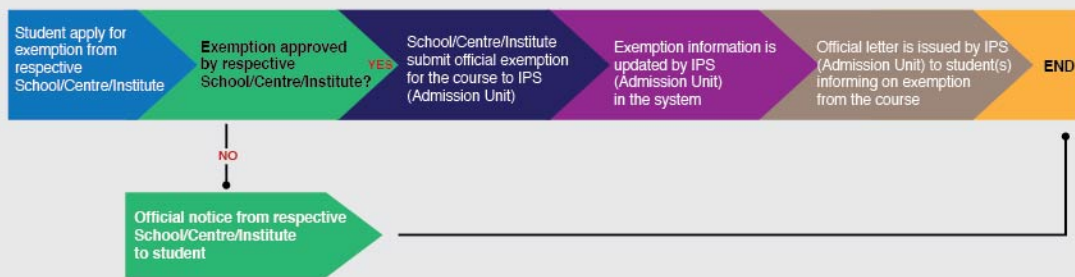 Student apply for
exemption from
respective
School/Centre/Institute
Exemption approved
by respective
School/Centre/Institute?
YES
School/Centre/Institute
submit official exemption
for the course to IPS
(Admission Unit)
Exemption information is
updated by IPS
(Admission Unit)
in the system
Official letter is issued by IPS
(Admission Unit) to student(s)
informing on exemption
from the course
END
NO
Official notice from respective
School/Centre/Institute
to student